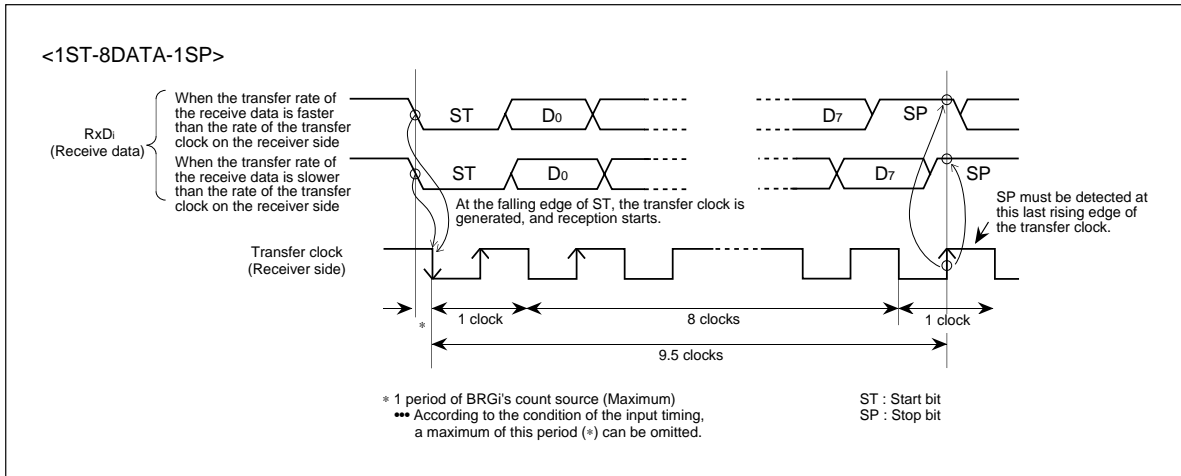 <1ST-8DATA-1SP>
RxDi
(Receive data)
When the transfer rate of
the receive data is faster
than the rate of the transfer
clock on the receiver side
ST
D0
D7
SP
When the transfer rate of
the receive data is slower
than the rate of the transfer
clock on the receiver side
ST
D0
D7
SP
At the falling edge of ST, the transfer clock is
generated, and reception starts.
SP must be detected at
this last rising edge of
the transfer clock.
Transfer clock
(Receiver side)
*
1 clock
8 clocks
1 clock
9.5 clocks
* 1 period of BRGi's count source (Maximum)
••• According to the condition of the input timing,
a maximum of this period (*) can be omitted.
ST : Start bit
SP : Stop bit